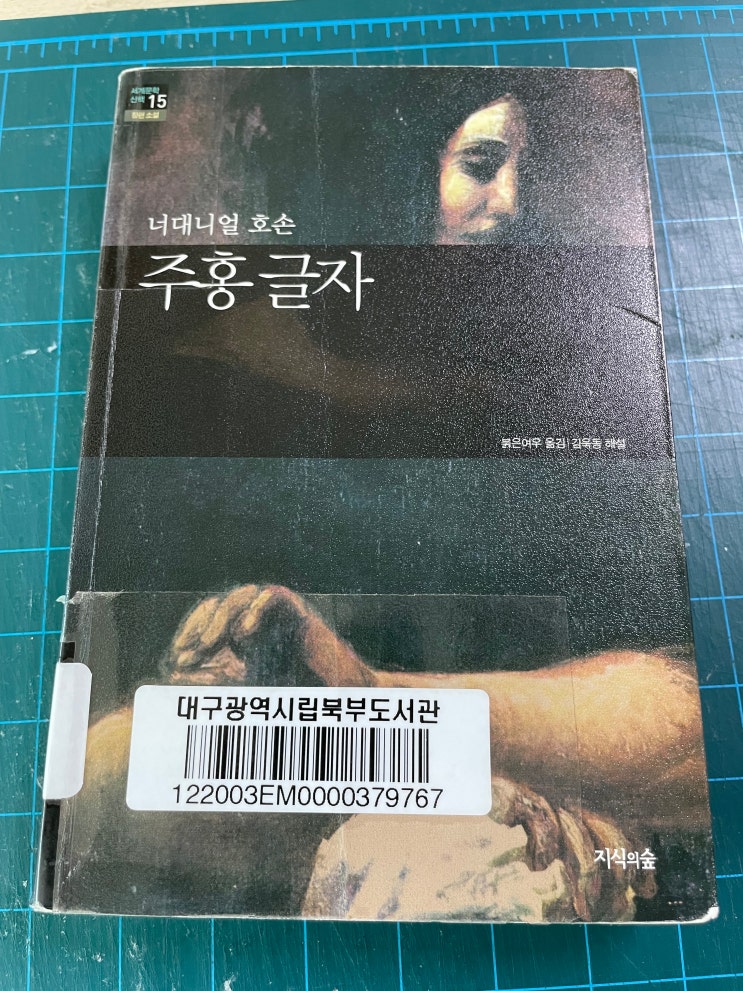 세계문학
산책 15
장편 소설
너대니얼 호손
주홍 글자
붉은여우 옮김 | 김욱동 해설
대구광역시립북부도서관
122003EM0000379767
지식의숲